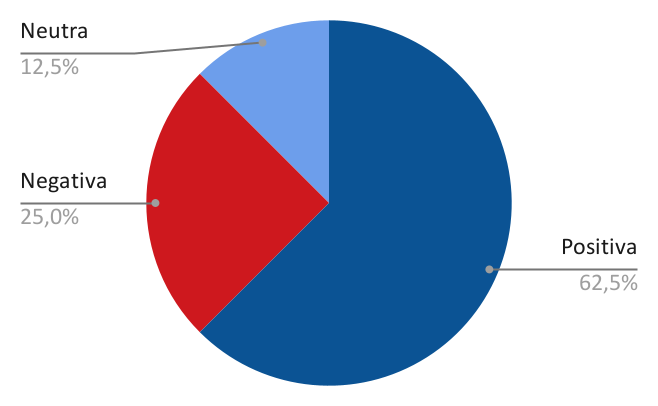 Neutra
12,5%
Negativa
25,0%
Positiva
62,5%